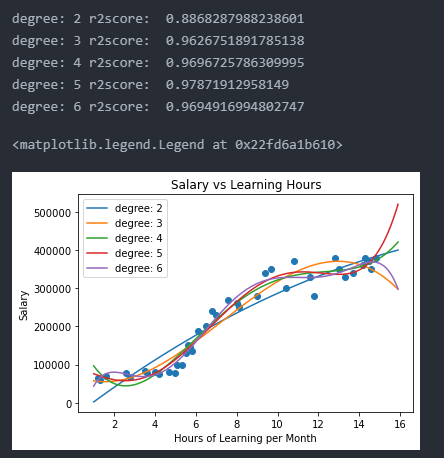 degree: 2 r2score:  0.8868287988238601
degree: 3 r2score:  0.9626751891785138
degree: 4 r2score:  0.9696725786309995
degree: 5 r2score:  0.97871912958149
degree: 6 r2score:  0.9694916994802747
<matplotlib.legend.Legend at 0x22fd6a1b610>
Salary vs Learning Hours
degree: 2
degree: 3
degree: 4
degree: 5
degree: 6
500000
400000
300000
200000
100000
0
Salary
2 4 6 8 10 12 14 16
Hours of Learning per Month